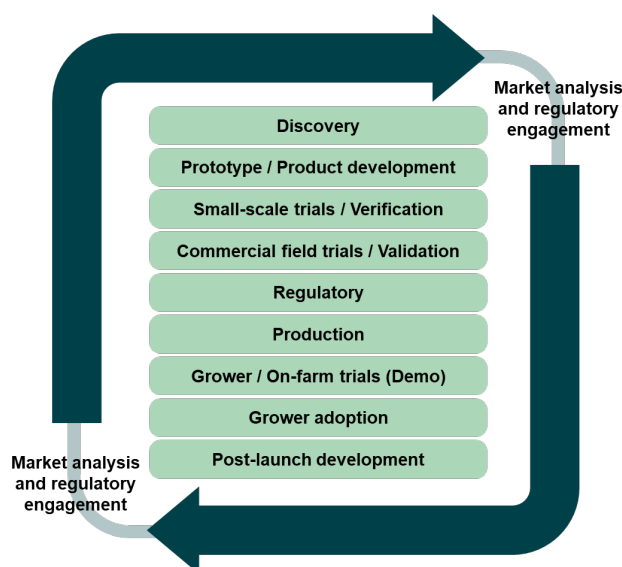 Market analysis
and regulatory
engagement
Discovery
Prototype / Product development
Small-scale trials / Verification
Commercial field trials / Validation
Regulatory
Production
Grower / On-farm trials (Demo)
Grower adoption
Post-launch development
Market analysis
and regulatory
engagement